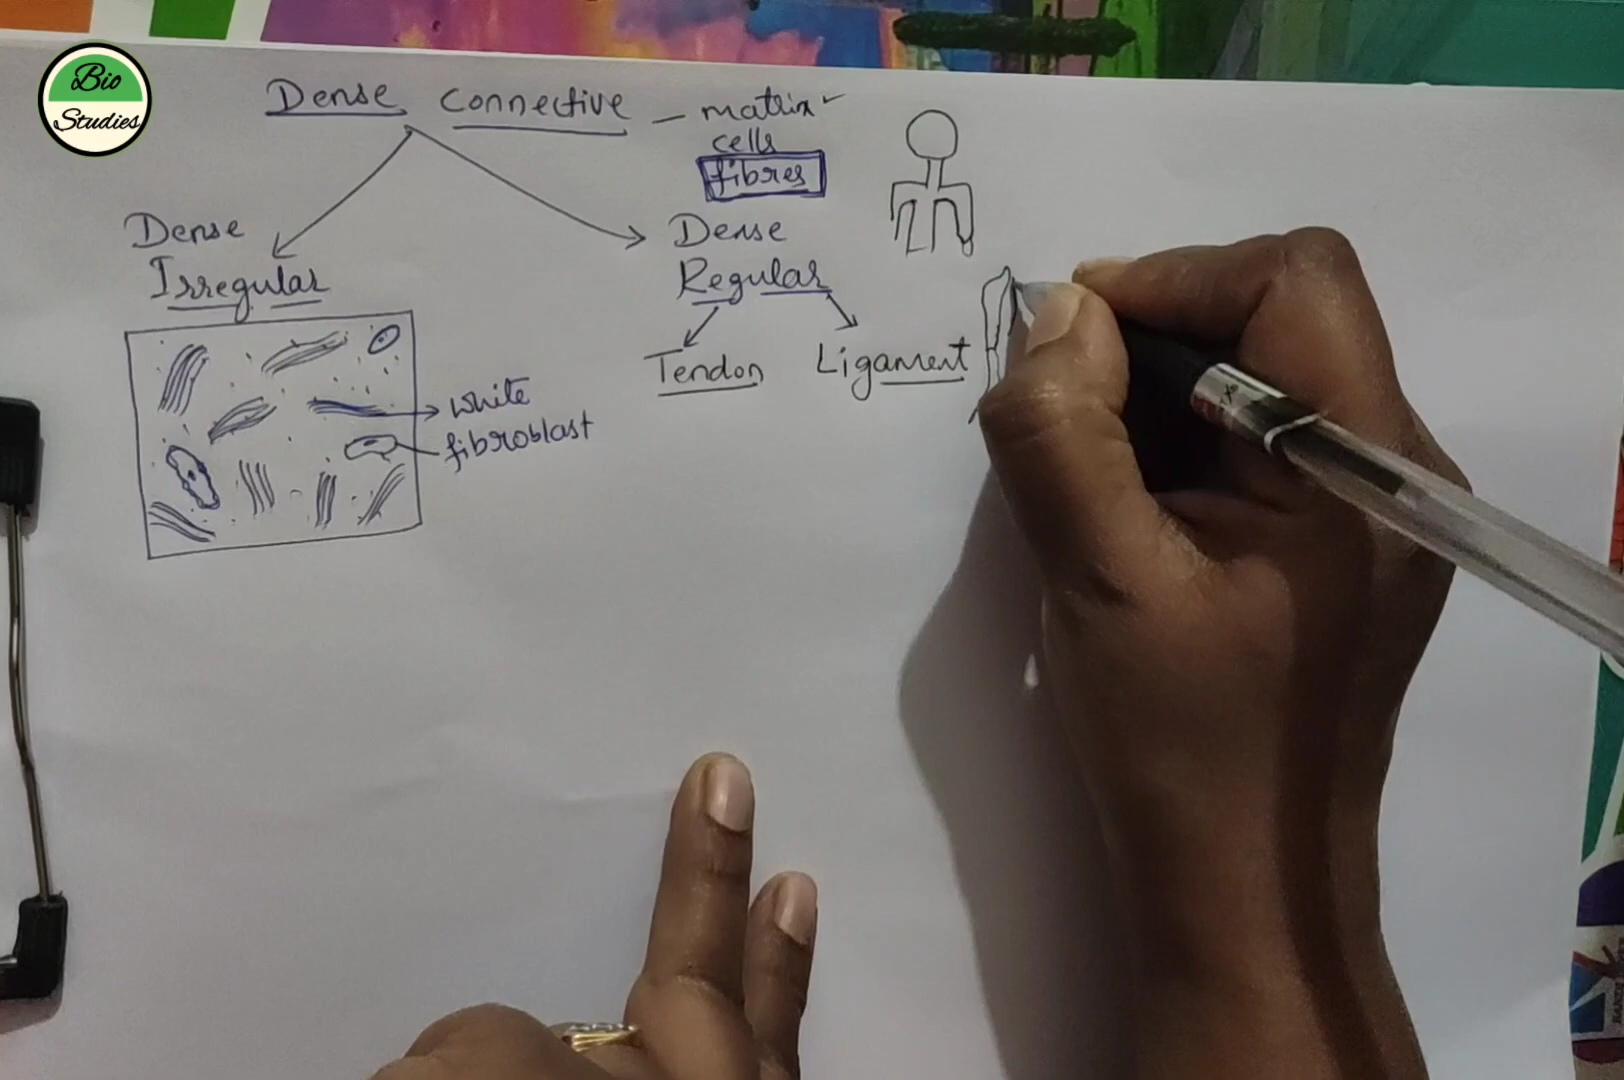 Bio
Studies
Dense connective – matrix
cells
fibres
Dense
Irregular
Dense
Regular
Tendon
Ligament
white
fibroblast